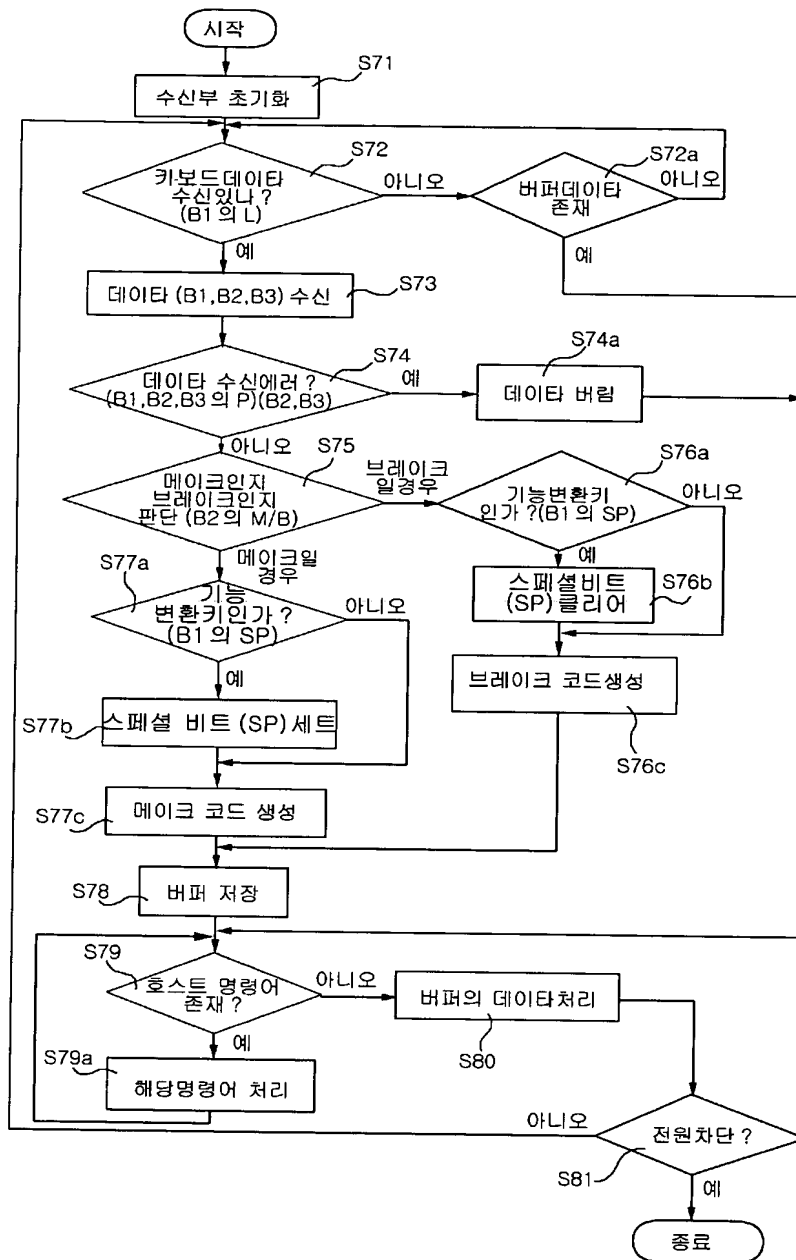 시작
S71
수신부 초기화
S72
키보드데이타
수신있나 ?
(B1의 L)
아니오
S72a
버퍼데이타
존재
아니오
예
예
S73
데이타 (B1,B2,B3) 수신
S74
데이타 수신에러 ?
(B1,B2,B3의 P)(B2,B3)
예
S74a
데이타 버림
아니오
S75
메이크인지
브레이크인지
판단 (B2의 M/B)
브레이크
일경우
S76a
기능변환키
인가 ?(B1의 SP)
아니오
예
메이크일
경우
S77a
기능
변환키인가 ?
(B1의 SP)
아니오
스페셜비트
(SP)클리어
S76b
예
브레이크 코드생성
S76c
스페셜 비트 (SP)세트
S77b
메이크 코드 생성
S77c
버퍼 저장
S78
S79
호스트 명령어
존재 ?
아니오
버퍼의 데이타처리
S80
예
S79a
해당명령어 처리
아니오
전원차단 ?
S81
예
종료